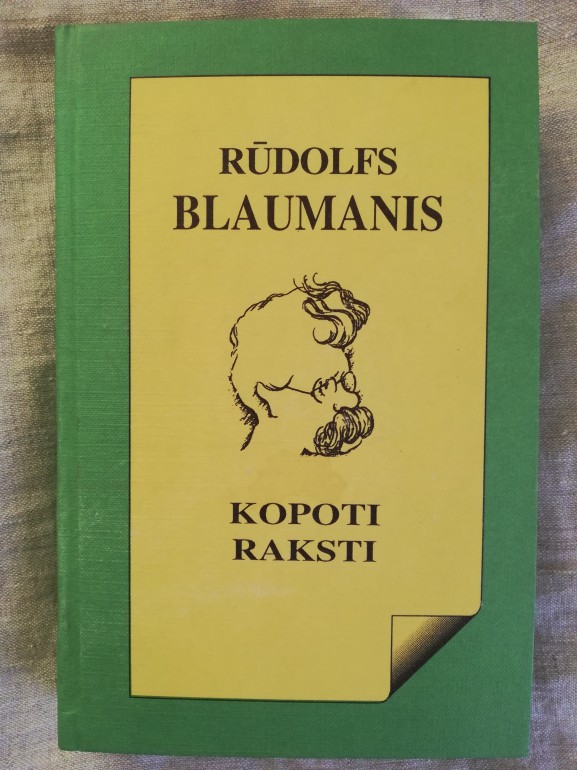 RŪDOLFS
BLAUMANIS
KOPOTI
RAKSTI